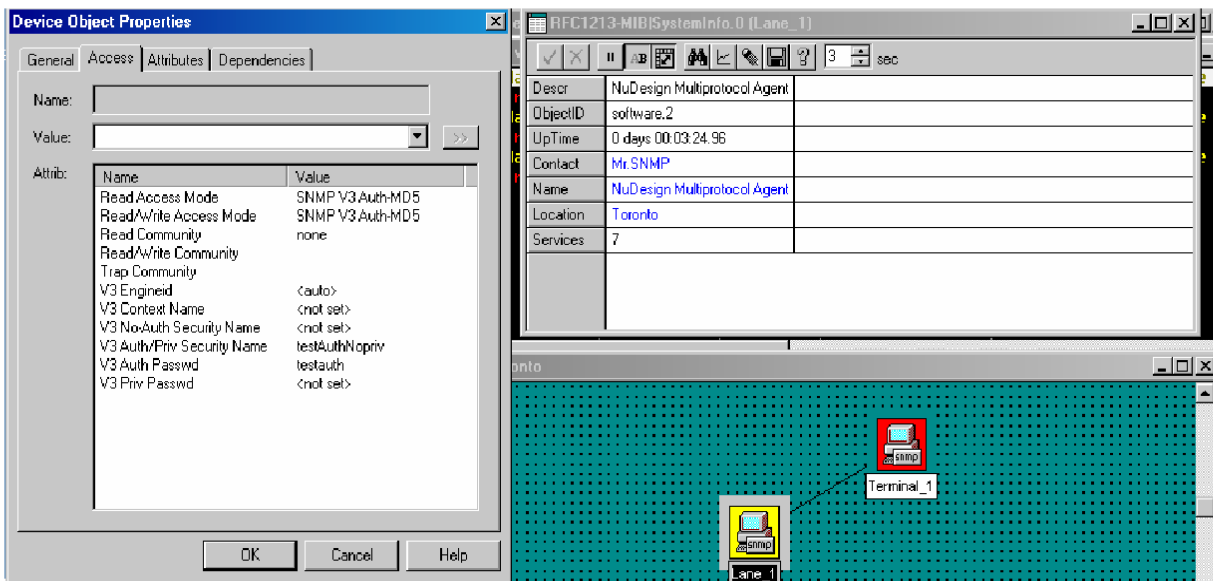 Device Object Properties
General Access Attributes Dependencies
Name:
Value:
>>
Attrib:
Name Value
Read Access Mode SNMP V3 Auth-MD5
Read/Write Access Mode SNMP V3 Auth-MD5
Read Community none
Read/Write Community
Trap Community
V3 Engineid <auto>
V3 Context Name <not set>
V3 No-Auth Security Name <not set>
V3 Auth/Priv Security Name testAuthNopriv
V3 Auth Passwd testauth
V3 Priv Passwd <not set>
OK Cancel Help
RFC1213-MIB|SystemInfo.0 (Lane_1)
AB ? 3 sec
Descr NuDesign Multiprotocol Agent
ObjectID software.2
UpTime 0 days 00:03:24.96
Contact Mr.SNMP
Name NuDesign Multiprotocol Agent
Location Toronto
Services 7
onto
snmp
Terminal_1
snmp
Lane_1